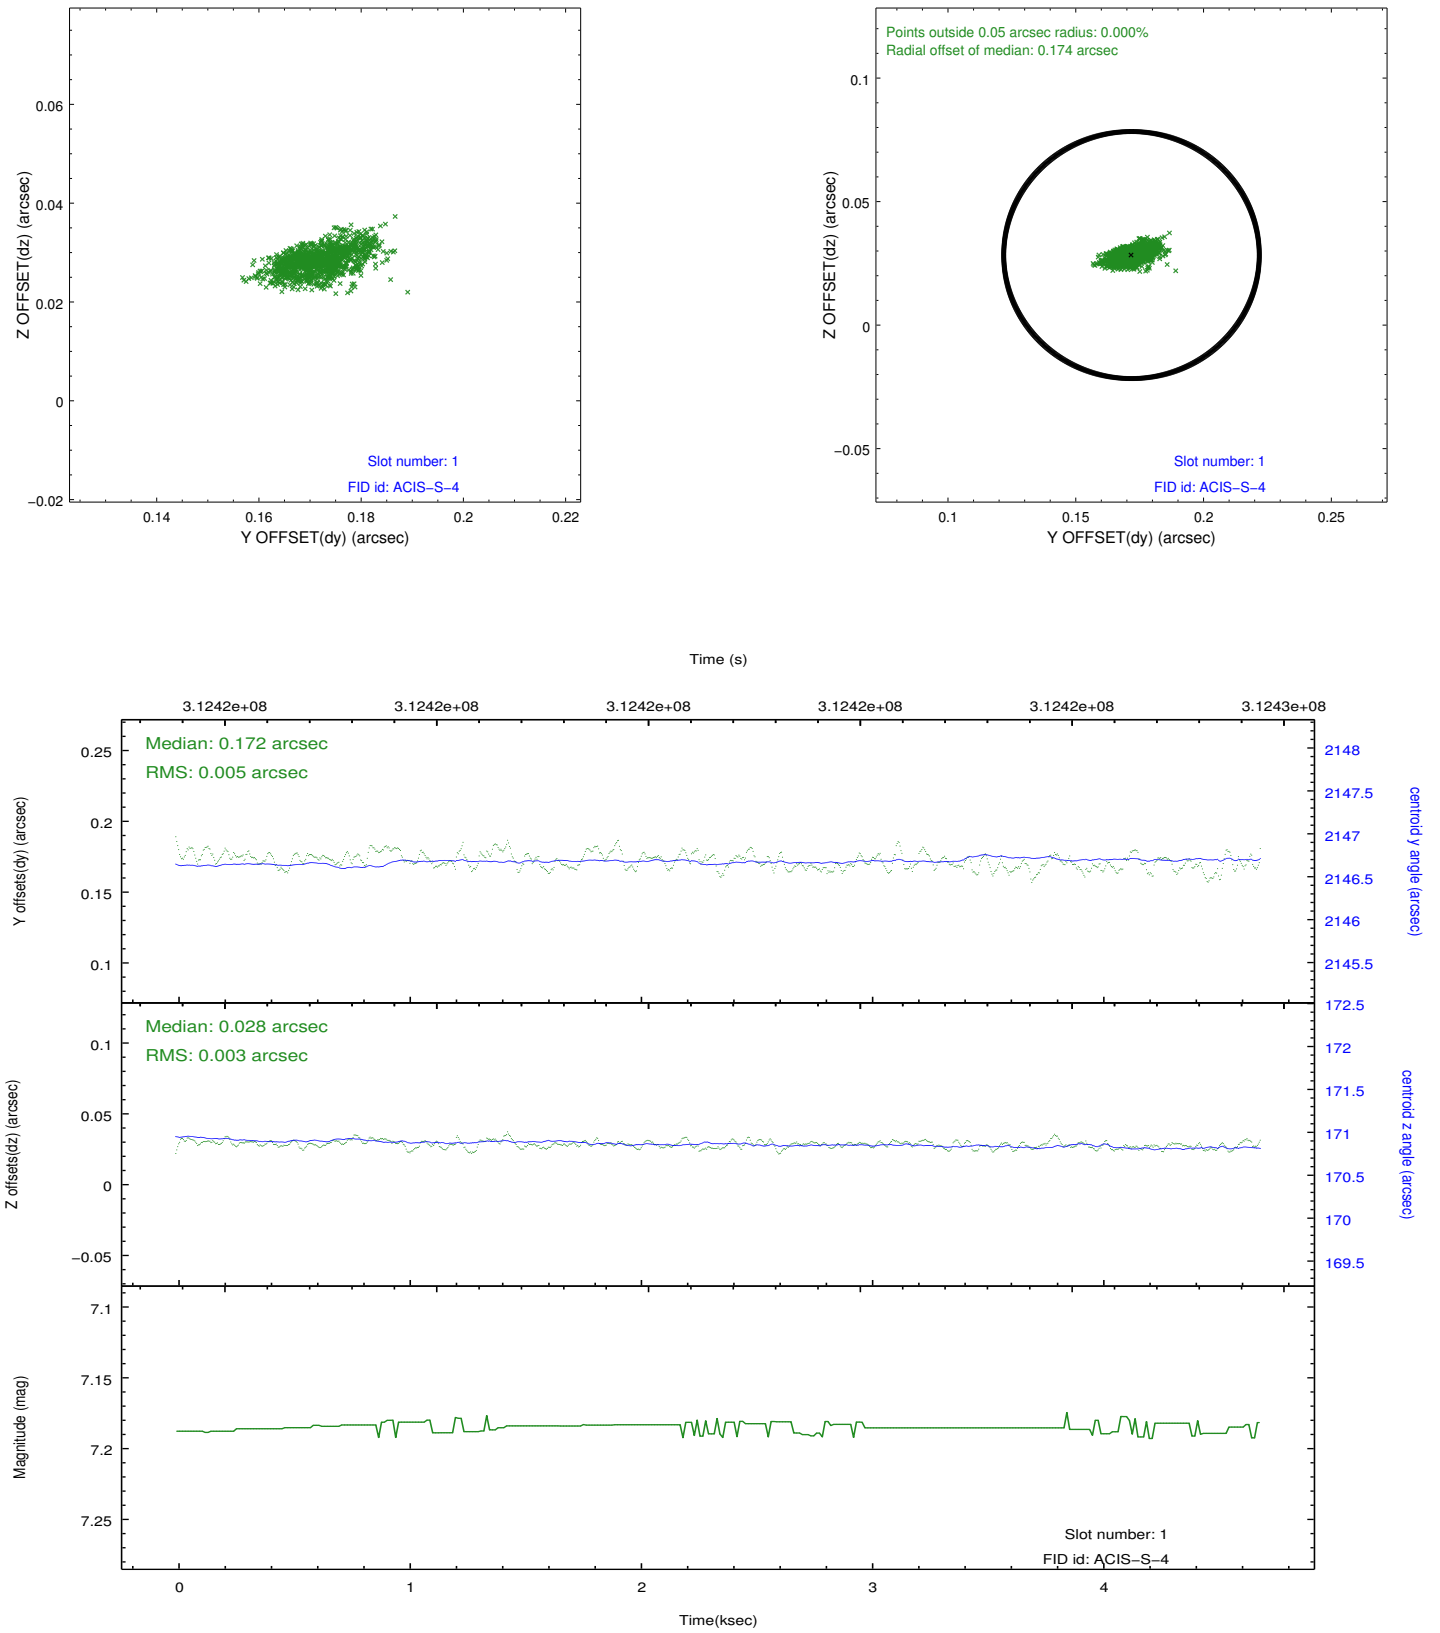 0.06
0.04
0.02
0
−0.02
Z OFFSET(dz) (arcsec)
Slot number: 1
FID id: ACIS−S−4
0.14
0.16
0.18
0.2
0.22
Y OFFSET(dy) (arcsec)
Points outside 0.05 arcsec radius: 0.000%
Radial offset of median: 0.174 arcsec
0.1
0.05
0
−0.05
Z OFFSET(dz) (arcsec)
Slot number: 1
FID id: ACIS−S−4
0.1
0.15
0.2
0.25
Y OFFSET(dy) (arcsec)
Time (s)
3.1242e+08
3.1242e+08
3.1242e+08
3.1242e+08
3.1242e+08
3.1243e+08
Median: 0.172 arcsec
RMS: 0.005 arcsec
0.25
0.2
0.15
0.1
Y offsets(dy) (arcsec)
2148
2147.5
2147
2146.5
2146
2145.5
centroid y angle (arcsec)
Median: 0.028 arcsec
RMS: 0.003 arcsec
0.1
0.05
0
−0.05
Z offsets(dz) (arcsec)
172.5
172
171.5
171
170.5
170
169.5
centroid z angle (arcsec)
7.1
7.15
7.2
7.25
Magnitude (mag)
Slot number: 1
FID id: ACIS−S−4
0
1
2
3
4
Time(ksec)